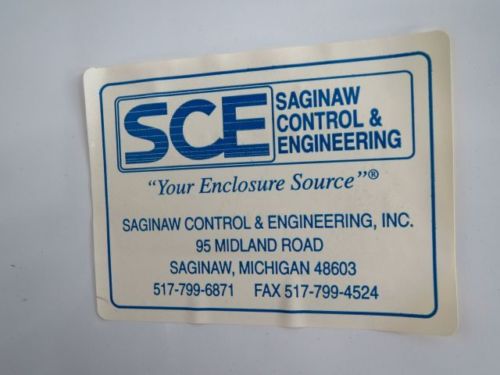 SCE
SAGINAW
CONTROL &
ENGINEERING
"Your Enclosure Source"®
SAGINAW CONTROL & ENGINEERING, INC.
95 MIDLAND ROAD
SAGINAW, MICHIGAN 48603
517-799-6871 FAX 517-799-4524